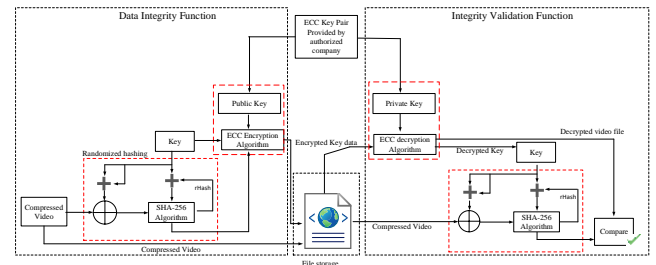 Data Integrity Function
ECC Key Pair
Provided by
authorized
company
Integrity Validation Function
Public Key
Private Key
Key
ECC Encryption
Algorithm
Encrypted Key data
ECC decryption
Algorithm
Decrypted video file
Decrypted Key
Key
Randomized hashing
rHash
rHash
Compressed
Video
SHA-256
Algorithm
Compressed Video
SHA-256
Algorithm
Compare
Compressed Video
File storage